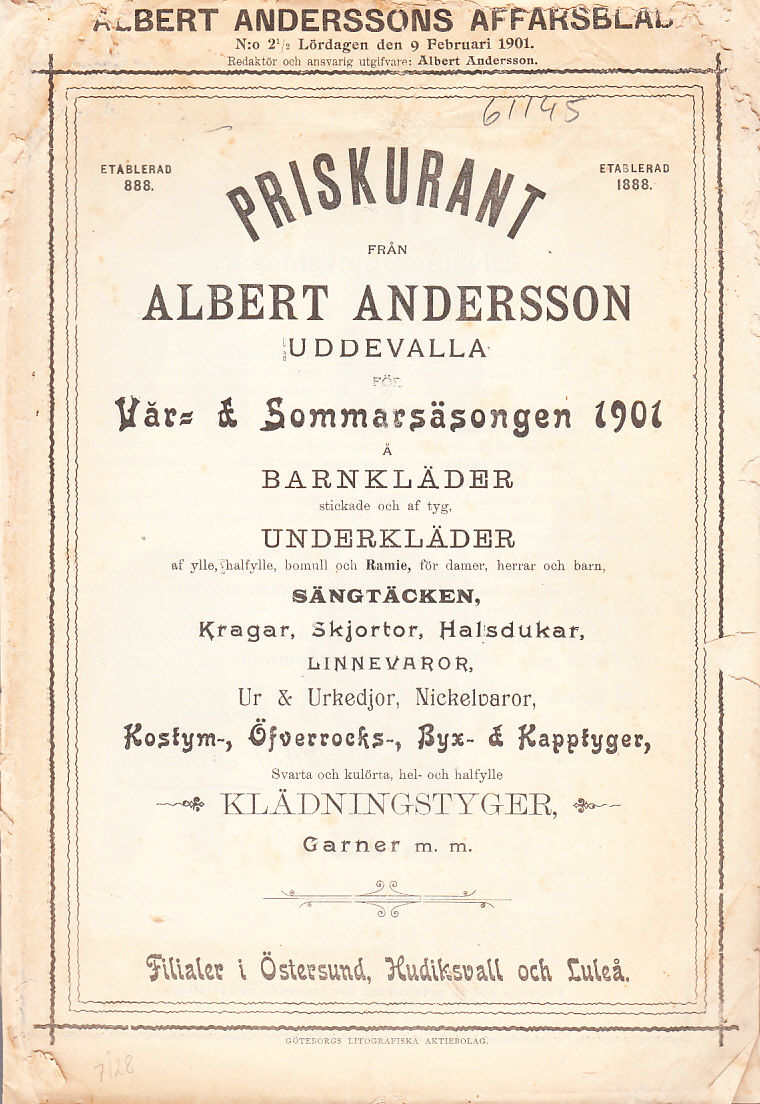 ALBERT ANDERSSONS AFFÄRSBLAD
N:o 2½ Lördagen den 9 Februari 1901.
Redaktör och ansvarig utgifvare: Albert Andersson.
61145
ETABLERAD
888.
ETABLERAD
1888.
PRISKURANT
FRÅN
ALBERT ANDERSSON
UDDEVALLA
FÖR
Vår- & Sommarsäsongen 1901
Å
BARNKLÄDER
stickade och af tyg,
UNDERKLÄDER
af ylle, halfylle, bomull och Ramie, för damer, herrar och barn,
SÄNGTÄCKEN,
Kragar, Skjortor, Halsdukar,
LINNEVAROR,
Ur & Urkedjor, Nickelvaror,
Kostym-, Öfverrocks-, Byx- & Kapptyger,
Svarta och kulörta, hel- och halfylle
KLÄDNINGSTYGER,
Garner m. m.
Filialer i Östersund, Hudiksvall och Luleå.
GÖTEBORGS LITOGRAFISKA AKTIEBOLAG.
7128